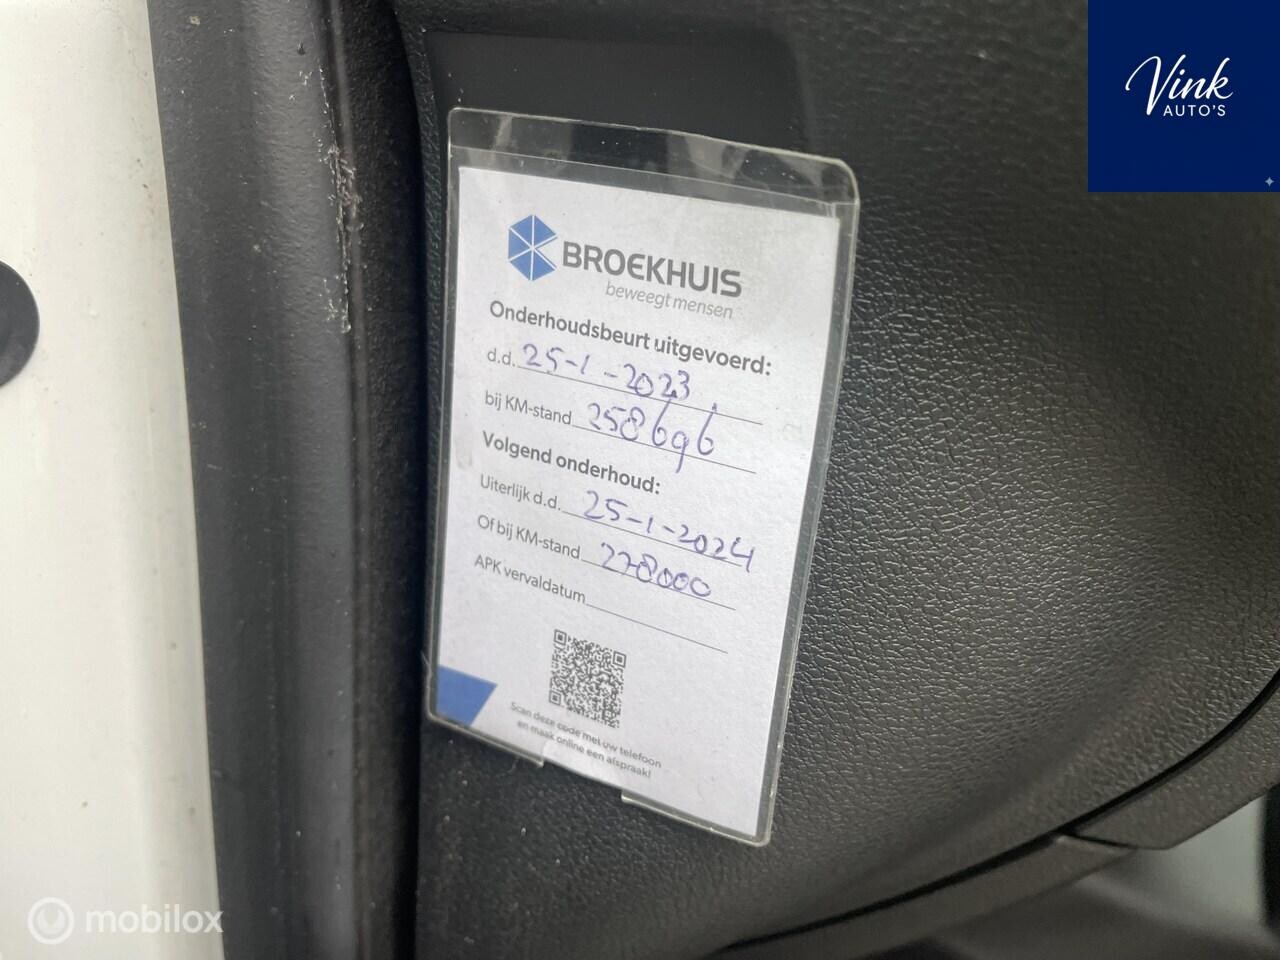 Vink
AUTO'S
BROEKHUIS
beweegt mensen
Onderhoudsbeurt uitgevoerd:
d.d. 25-1-2023
bij KM-stand 258696
Volgend onderhoud:
Uiterlijk d.d. 25-1-2024
Of bij KM-stand 278000
APK vervaldatum
Scan deze code met uw telefoon
en maak online een afspraak!
mobilox